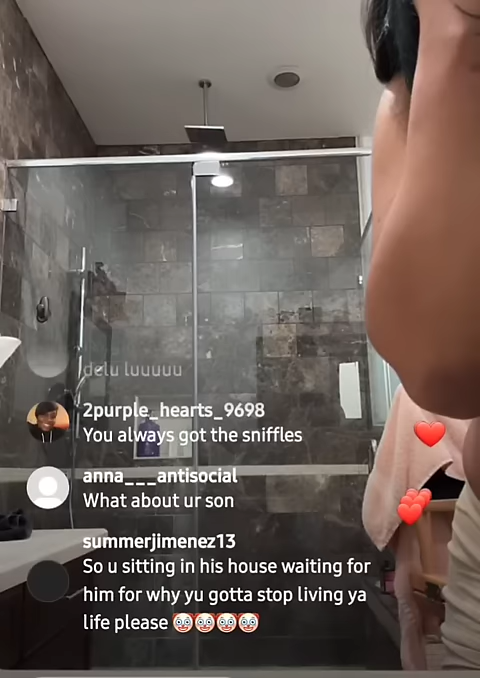 dolu luuuuu
2purple_hearts_9698
You always got the sniffles
anna___antisocial
What about ur son
summerjimenez13
So u sitting in his house waiting for
him for why yu gotta stop living ya
life please 🤡🤡🤡🤡